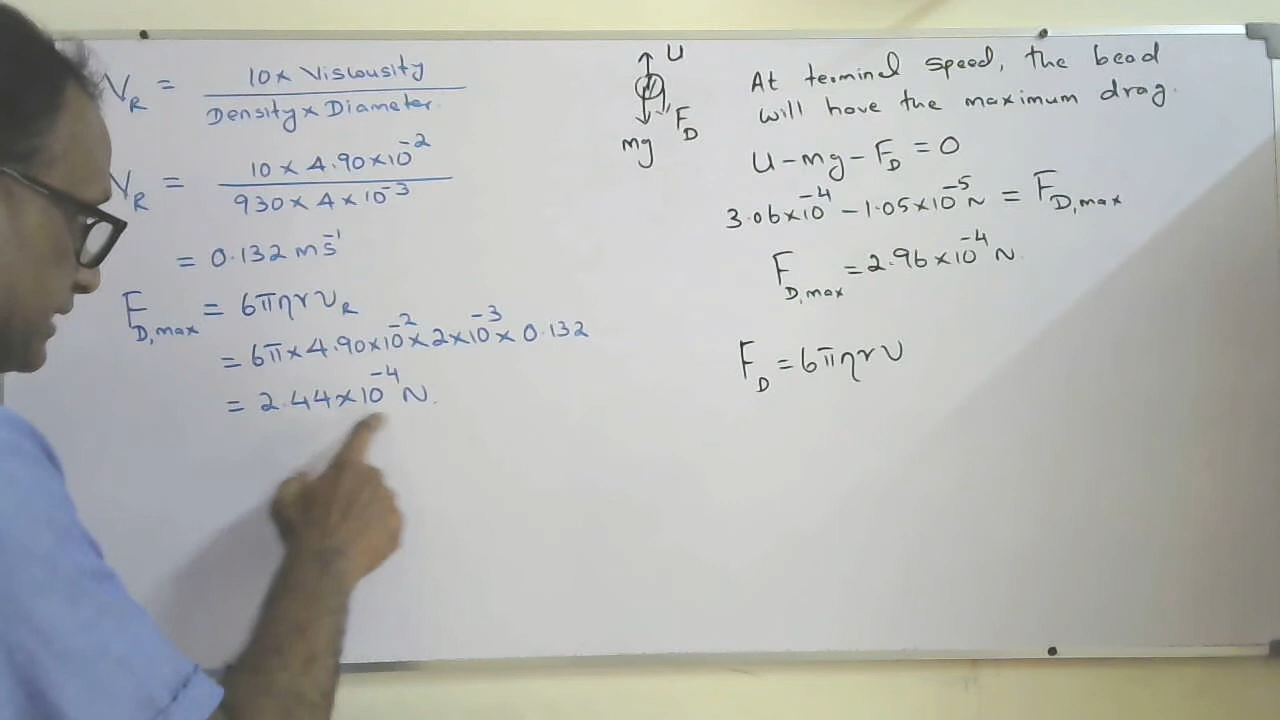 V_R = 10 x Viscousity / Density x Diameter
V_R = 10 x 4.90 x 10^-2 / 930 x 4 x 10^-3
= 0.132 ms^-1
F_D,max = 6πηrv_R
= 6π x 4.90 x 10^-2 x 2 x 10^-3 x 0.132
= 2.44 x 10^-4 N.
U
F_D
mg
At terminal speed, the bead
will have the maximum drag.
U - mg - F_D = 0
3.06 x 10^-4 - 1.05 x 10^-5 N = F_D,max
F_D,max = 2.96 x 10^-4 N
F_D = 6πηrv